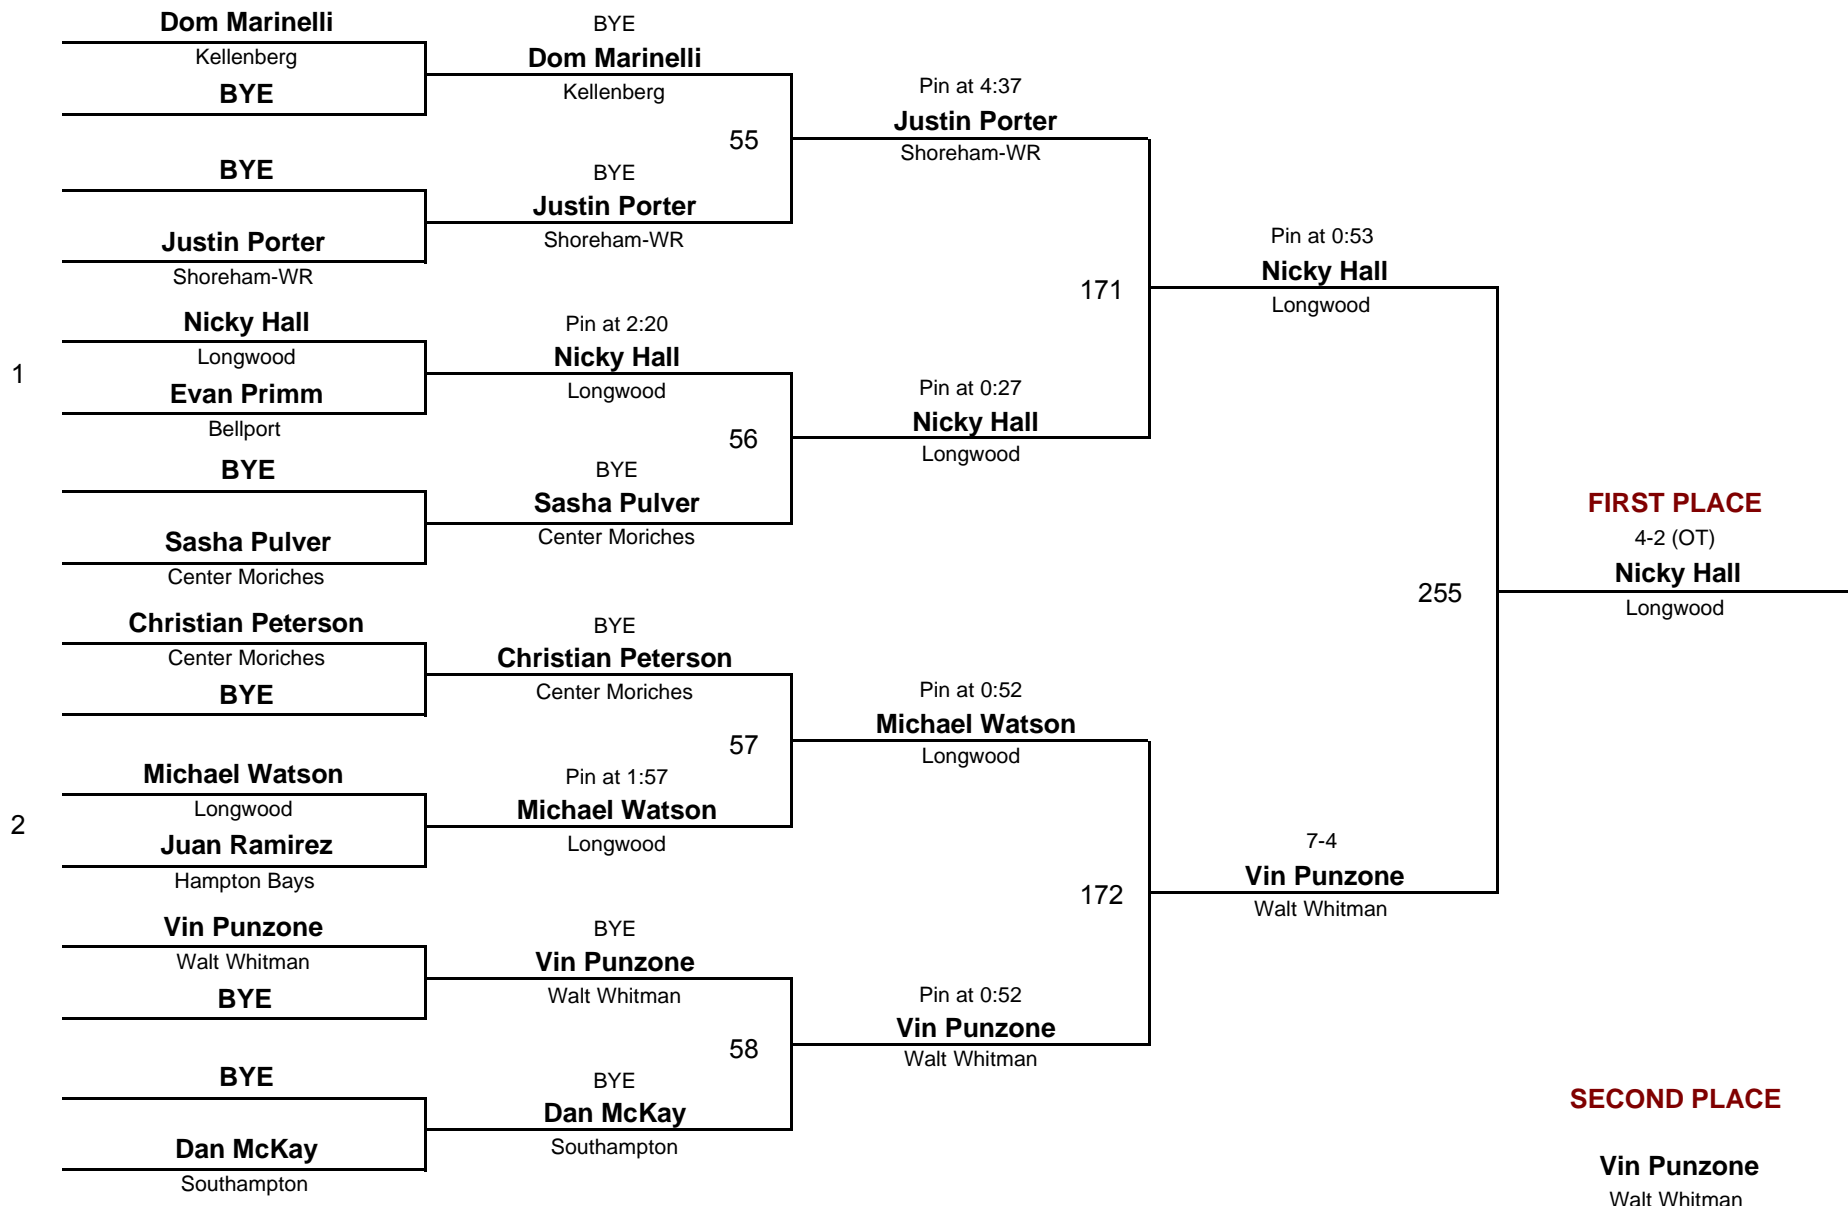 Dom Marinelli
Kellenberg
BYE
BYE
Justin Porter
Shoreham-WR
1
Nicky Hall
Longwood
Evan Primm
Bellport
BYE
Sasha Pulver
Center Moriches
Christian Peterson
Center Moriches
BYE
2
Michael Watson
Longwood
Juan Ramirez
Hampton Bays
Vin Punzone
Walt Whitman
BYE
BYE
Dan McKay
Southampton
BYE
Dom Marinelli
Kellenberg
55
BYE
Justin Porter
Shoreham-WR
Pin at 2:20
Nicky Hall
Longwood
56
BYE
Sasha Pulver
Center Moriches
BYE
Christian Peterson
Center Moriches
57
Pin at 1:57
Michael Watson
Longwood
BYE
Vin Punzone
Walt Whitman
58
BYE
Dan McKay
Southampton
Pin at 4:37
Justin Porter
Shoreham-WR
171
Pin at 0:27
Nicky Hall
Longwood
Pin at 0:52
Michael Watson
Longwood
172
Pin at 0:52
Vin Punzone
Walt Whitman
Pin at 0:53
Nicky Hall
Longwood
255
7-4
Vin Punzone
Walt Whitman
FIRST PLACE
4-2 (OT)
Nicky Hall
Longwood
SECOND PLACE
Vin Punzone
Walt Whitman